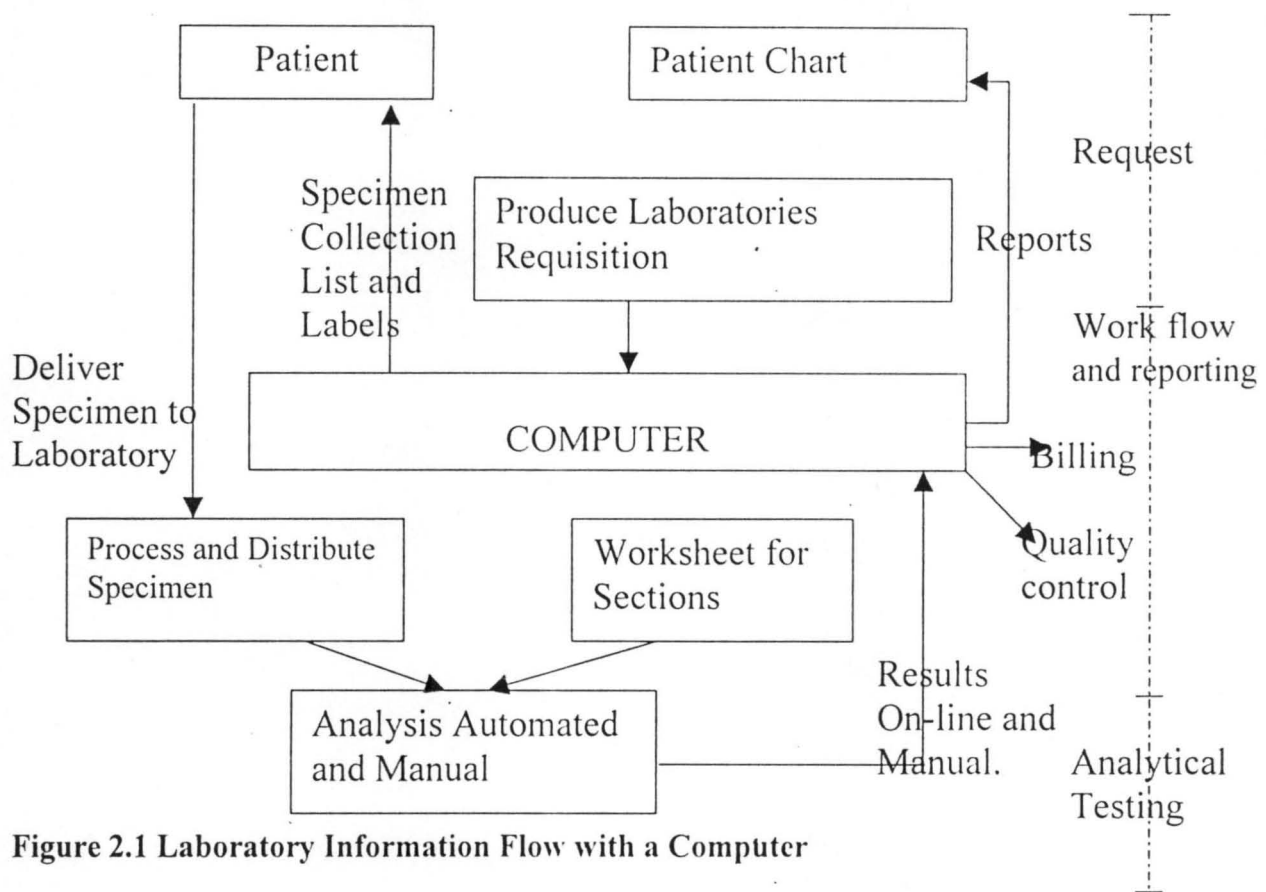 Patient
Patient Chart
Request
Specimen
Collection
List and
Labels
Produce Laboratories
Requisition
Reports
Work flow
and reporting
Deliver
Specimen to
Laboratory
COMPUTER
Billing
Process and Distribute
Specimen
Worksheet for
Sections
Quality
control
Results
On-line and
Manual.
Analysis Automated
and Manual
Analytical
Testing
Figure 2.1 Laboratory Information Flow with a Computer